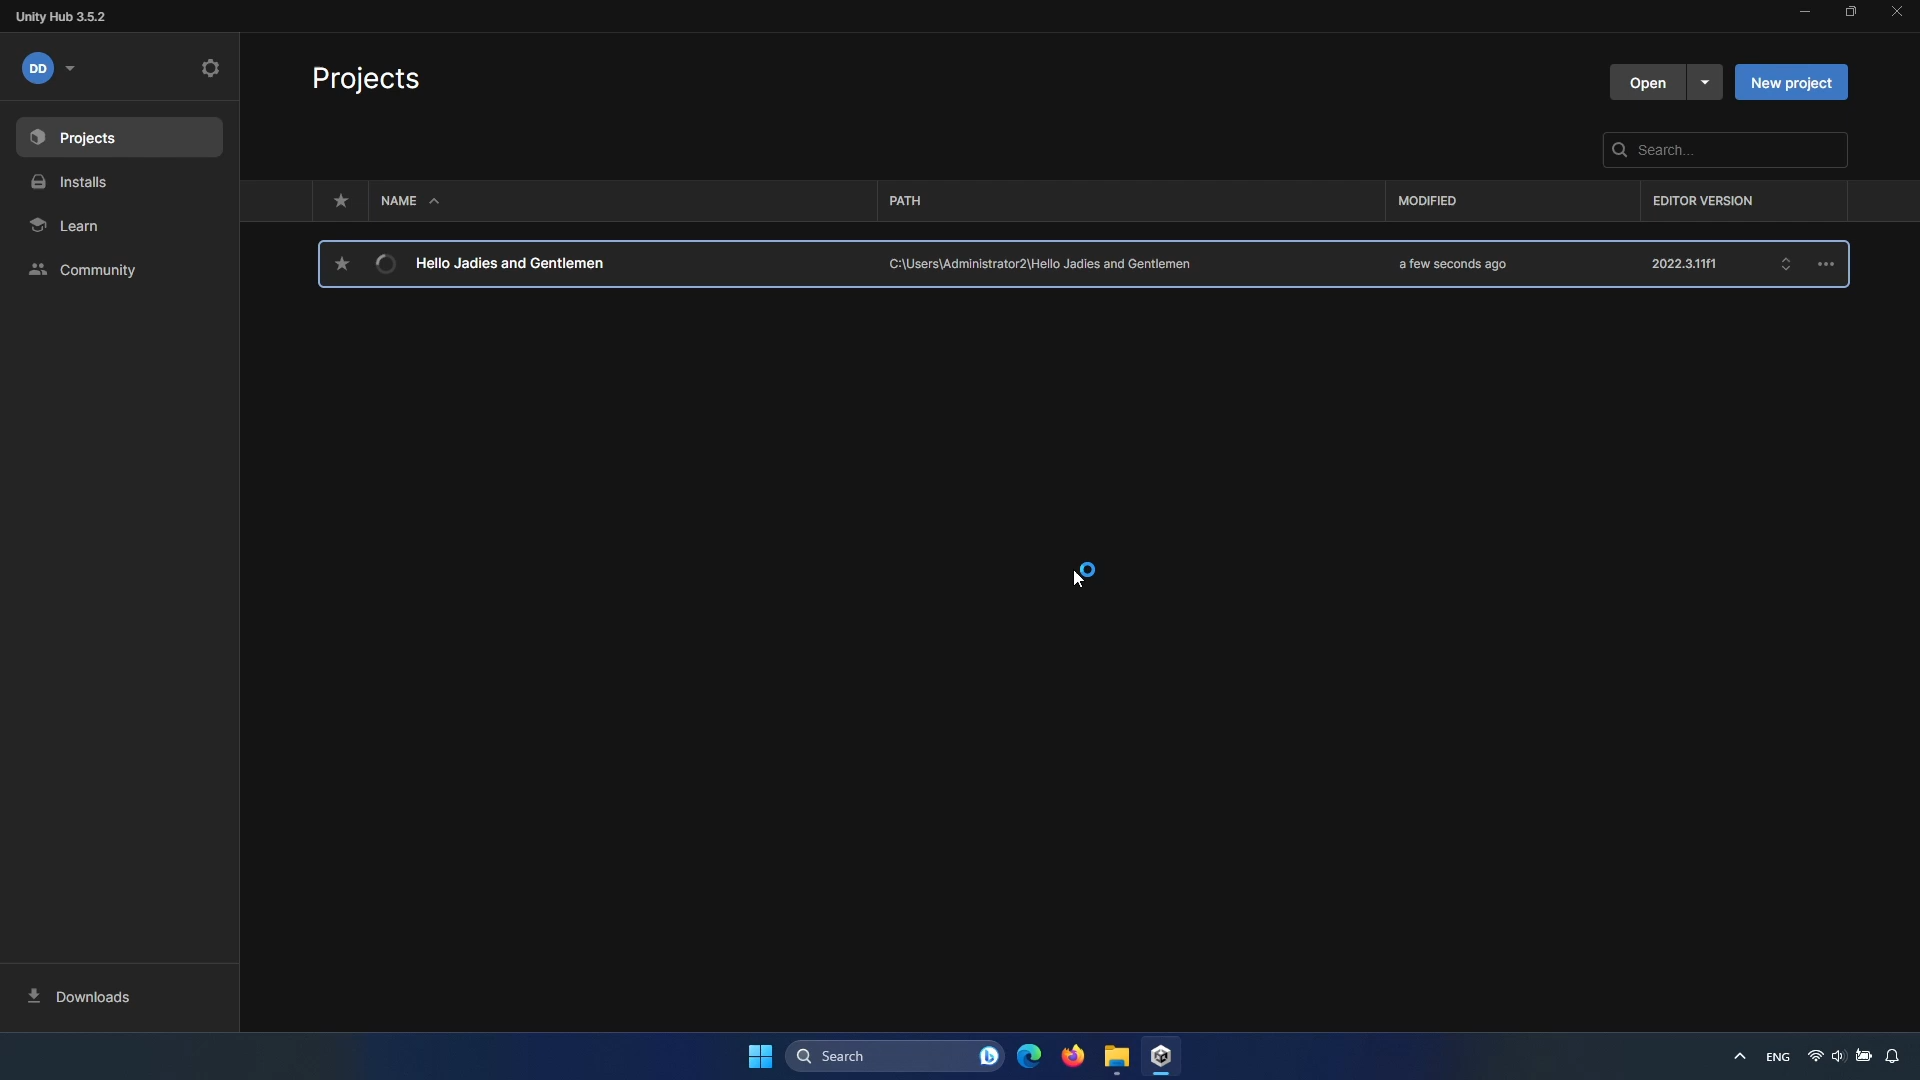 Unity Hub 3.5.2
DD
Projects
Installs
Learn
Community
Downloads
Projects
Open
New project
Search...
NAME
PATH
MODIFIED
EDITOR VERSION
Hello Jadies and Gentlemen
C:\Users\Administrator2\Hello Jadies and Gentlemen
a few seconds ago
2022.3.11f1
Search
ENG